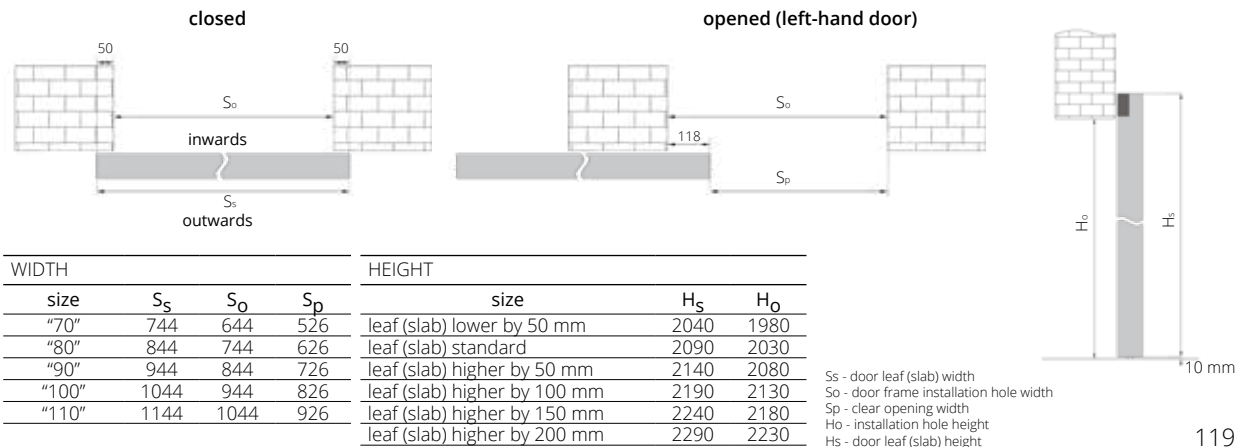 closed
opened (left-hand door)
50 50
So
So
inwards
118
Ss
Sp
outwards
Ho
Hs
10 mm
WIDTH
size Ss So Sp
“70” 744 644 526
“80” 844 744 626
“90” 944 844 726
“100” 1044 944 826
“110” 1144 1044 926
HEIGHT
size Hs Ho
leaf (slab) lower by 50 mm 2040 1980
leaf (slab) standard 2090 2030
leaf (slab) higher by 50 mm 2140 2080
leaf (slab) higher by 100 mm 2190 2130
leaf (slab) higher by 150 mm 2240 2180
leaf (slab) higher by 200 mm 2290 2230
Ss - door leaf (slab) width
So - door frame installation hole width
Sp - clear opening width
Ho - installation hole height
Hs - door leaf (slab) height
119